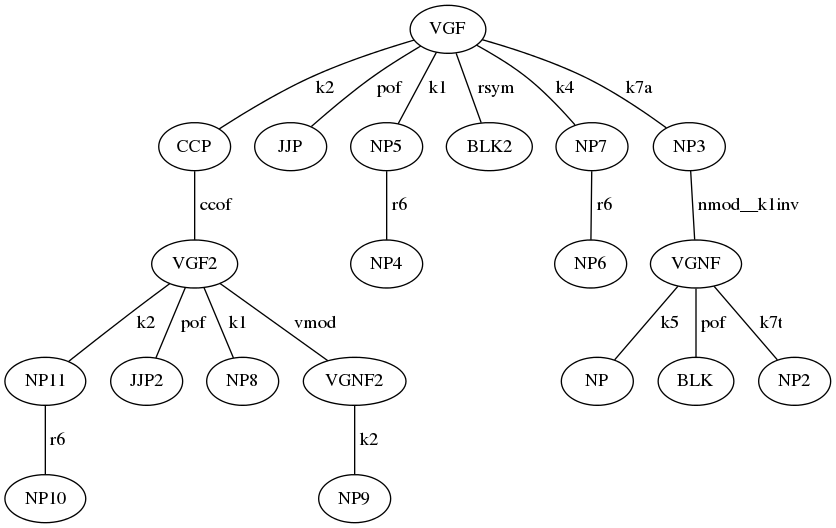 VGF
k2 pof k1 rsym k4 k7a
CCP JJP NP5 BLK2 NP7 NP3
ccof r6 r6 nmod__k1inv
VGF2 NP4 NP6 VGNF
k2 pof k1 vmod k5 pof k7t
NP11 JJP2 NP8 VGNF2 NP BLK NP2
r6 k2
NP10 NP9